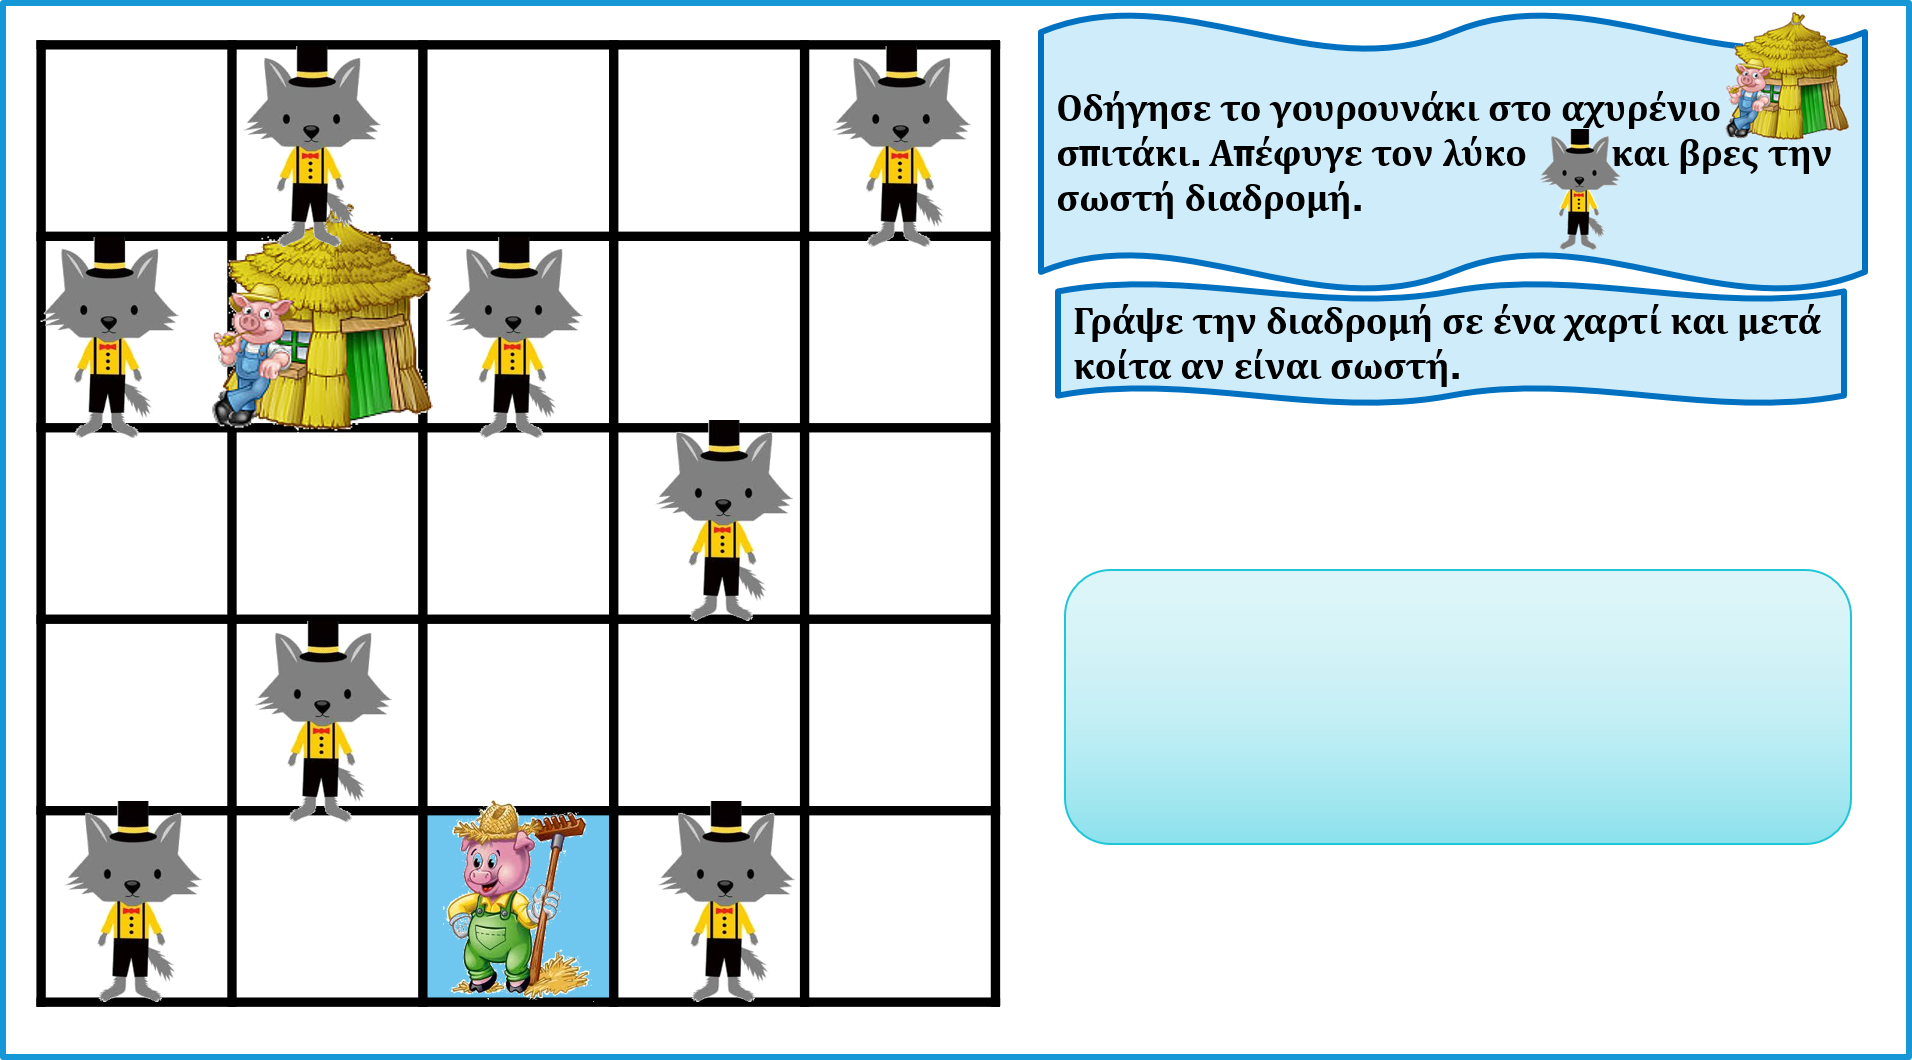 Οδήγησε το γουρουνάκι στο αχυρένιο
σπιτάκι. Απέφυγε τον λύκο και βρες την
σωστή διαδρομή.
Γράψε την διαδρομή σε ένα χαρτί και μετά
κοίτα αν είναι σωστή.